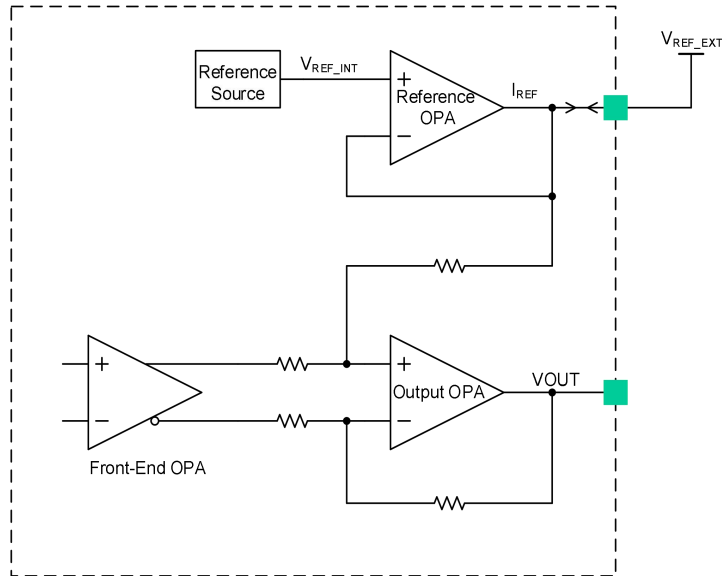 V_REF_EXT
Reference
Source
V_REF_INT
+
Reference
OPA
−
I_REF
+
−
Front-End OPA
+
Output OPA
−
VOUT